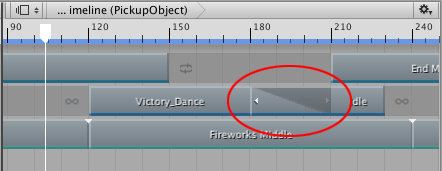 ... imeline (PickupObject)
90 120 150 180 210 240
End M
Victory_Dance dle
Fireworks Middle